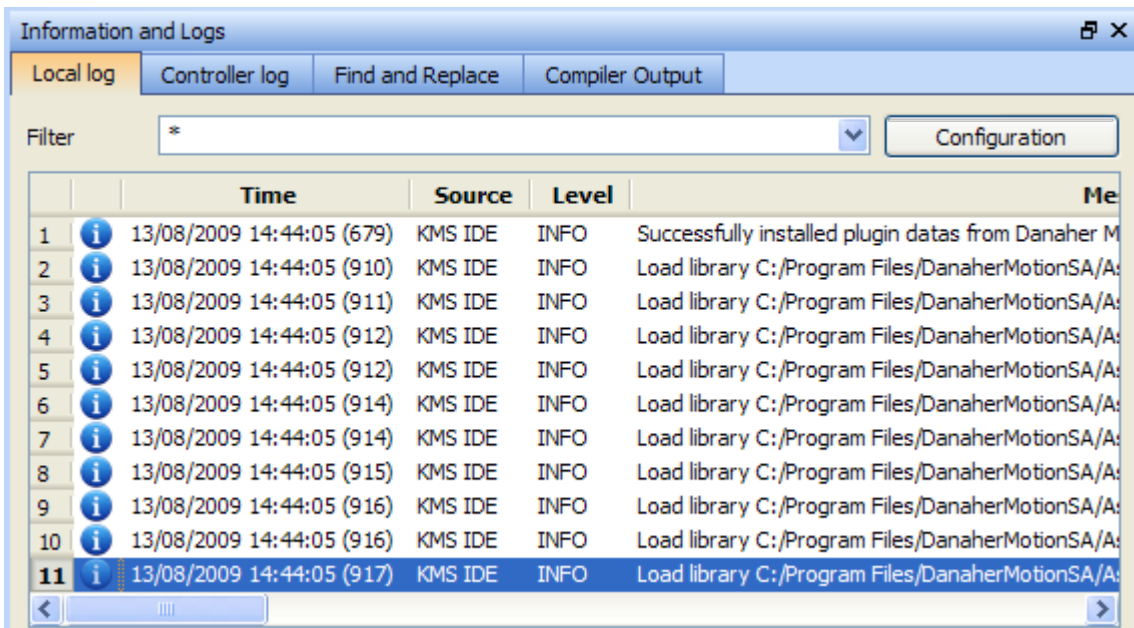 Information and Logs
Local log Controller log Find and Replace Compiler Output
Filter * Configuration
Time Source Level
1 13/08/2009 14:44:05 (679) KMS IDE INFO Successfully installed plugin datas from Danaher
2 13/08/2009 14:44:05 (910) KMS IDE INFO Load library C:/Program Files/DanaherMotionSA/
3 13/08/2009 14:44:05 (911) KMS IDE INFO Load library C:/Program Files/DanaherMotionSA/
4 13/08/2009 14:44:05 (912) KMS IDE INFO Load library C:/Program Files/DanaherMotionSA/
5 13/08/2009 14:44:05 (912) KMS IDE INFO Load library C:/Program Files/DanaherMotionSA/
6 13/08/2009 14:44:05 (914) KMS IDE INFO Load library C:/Program Files/DanaherMotionSA/
7 13/08/2009 14:44:05 (914) KMS IDE INFO Load library C:/Program Files/DanaherMotionSA/
8 13/08/2009 14:44:05 (915) KMS IDE INFO Load library C:/Program Files/DanaherMotionSA/
9 13/08/2009 14:44:05 (916) KMS IDE INFO Load library C:/Program Files/DanaherMotionSA/
10 13/08/2009 14:44:05 (916) KMS IDE INFO Load library C:/Program Files/DanaherMotionSA/
11 13/08/2009 14:44:05 (917) KMS IDE INFO Load library C:/Program Files/DanaherMotionSA/